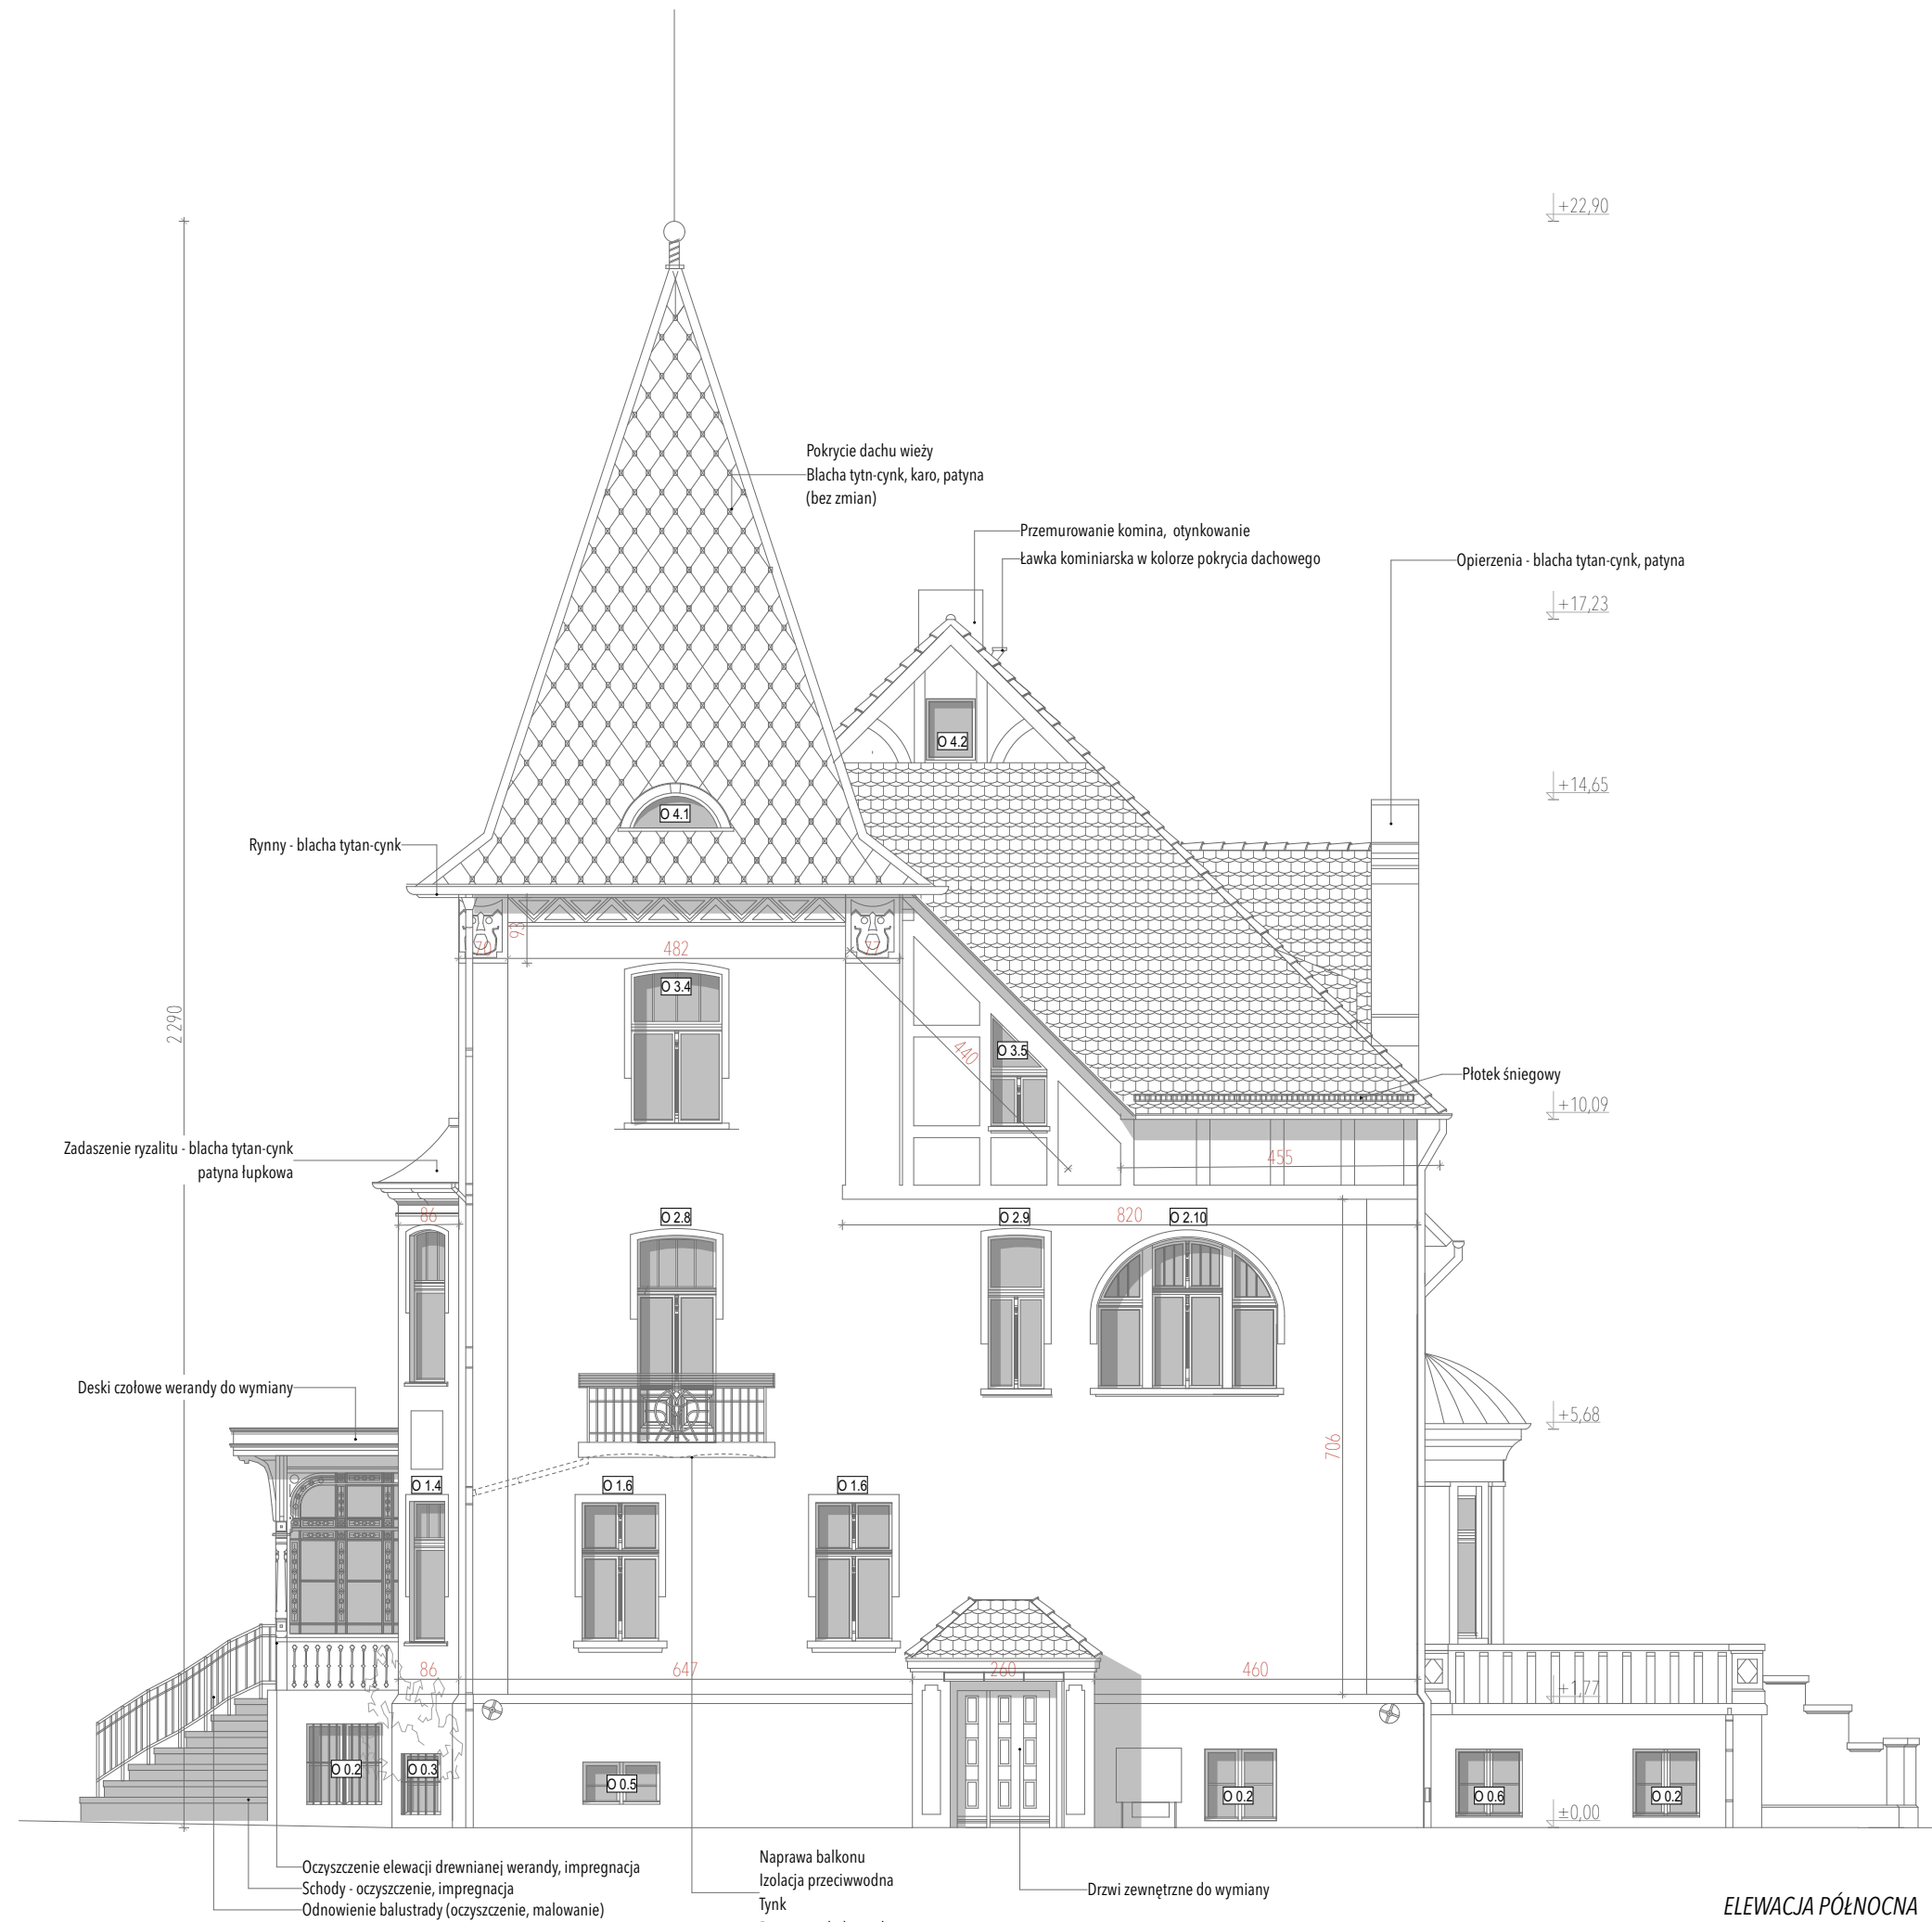 +22,90
Pokrycie dachu wieży
Blacha tytn-cynk, karo, patyna
(bez zmian)
Przemurowanie komina, otynkowanie
Ławka kominiarska w kolorze pokrycia dachowego
Opierzenia - blacha tytan-cynk, patyna
+17,23
O 4.2
+14,65
O 4.1
Rynny - blacha tytan-cynk
70
93
482
77
O 3.4
2 290
440
O 3.5
Płotek śniegowy
+10,09
Zadaszenie ryzalitu - blacha tytan-cynk
patyna łupkowa
455
86
O 2.8
O 2.9
820
O 2.10
Deski czołowe werandy do wymiany
+5,68
706
O 1.4
O 1.6
O 1.6
86
647
260
460
+1,77
O 0.2
O 0.3
O 0.5
O 0.2
O 0.6
O 0.2
±0,00
Oczyszczenie elewacji drewnianej werandy, impregnacja
Schody - oczyszczenie, impregnacja
Odnowienie balustrady (oczyszczenie, malowanie)
Naprawa balkonu
Izolacja przeciwwodna
Tynk
Drzwi zewnętrzne do wymiany
ELEWACJA PÓŁNOCNA